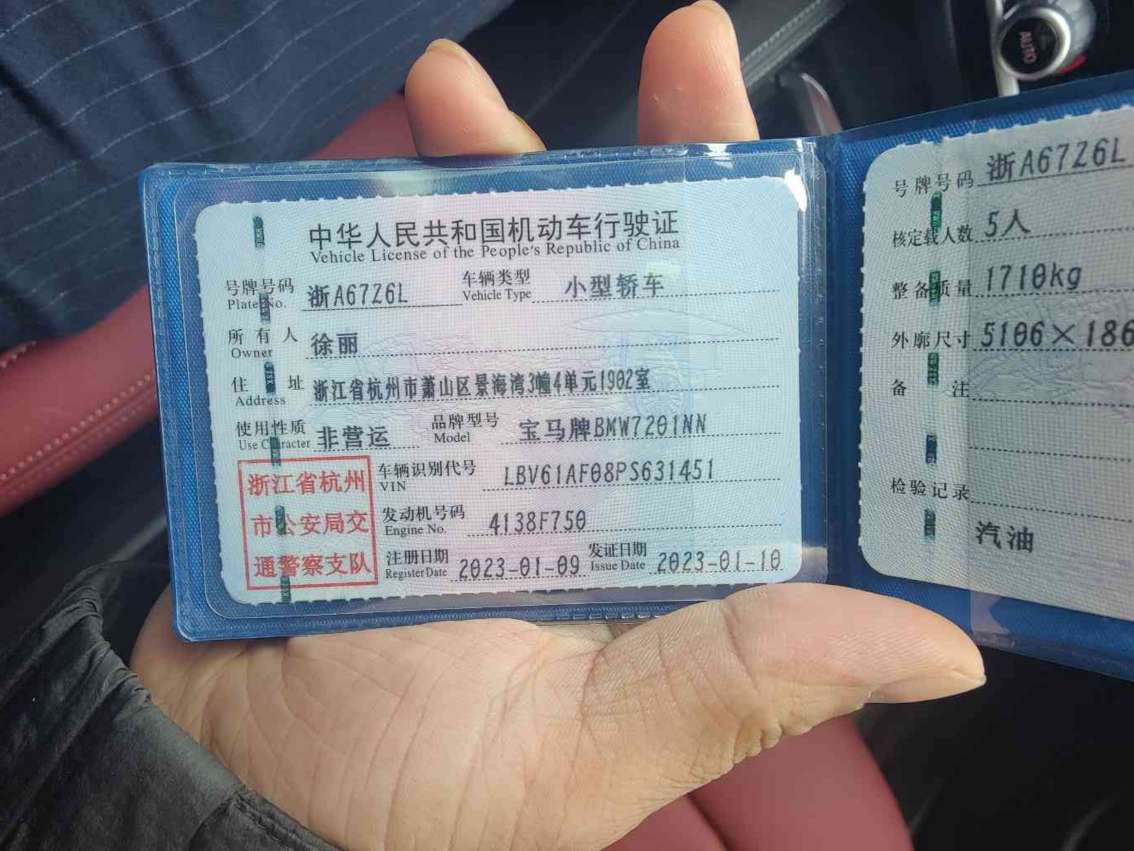 中华人民共和国机动车行驶证
Vehicle License of the People's Republic of China
号牌号码 浙A67Z6L 车辆类型 小型轿车
Plate No. Vehicle Type
所有人 徐丽
Owner
住址 浙江省杭州市萧山区景海湾3幢4单元1902室
Address
使用性质 非营运 品牌型号 宝马牌BMW7201NN
Use Character Model
浙江省杭州
市公安局交
通警察支队
车辆识别代号 LBV61AF08PS631451
VIN
发动机号码 4138F750
Engine No.
注册日期 2023-01-09 发证日期 2023-01-10
Register Date Issue Date
号牌号码 浙A67Z6L
核定载人数 5人
整备质量 1710kg
外廓尺寸 5106×186
备注
检验记录
汽油
AUTO